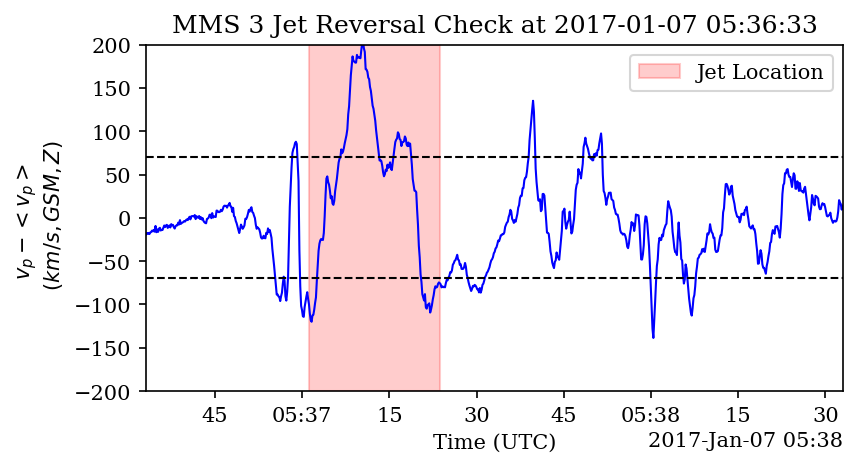 MMS 3 Jet Reversal Check at 2017-01-07 05:36:33
200
150
100
50
0
−50
−100
−150
−200
v_p − < v_p >
(km/s, GSM, Z)
Jet Location
45
05:37
15
30
45
05:38
15
30
Time (UTC)
2017-Jan-07 05:38